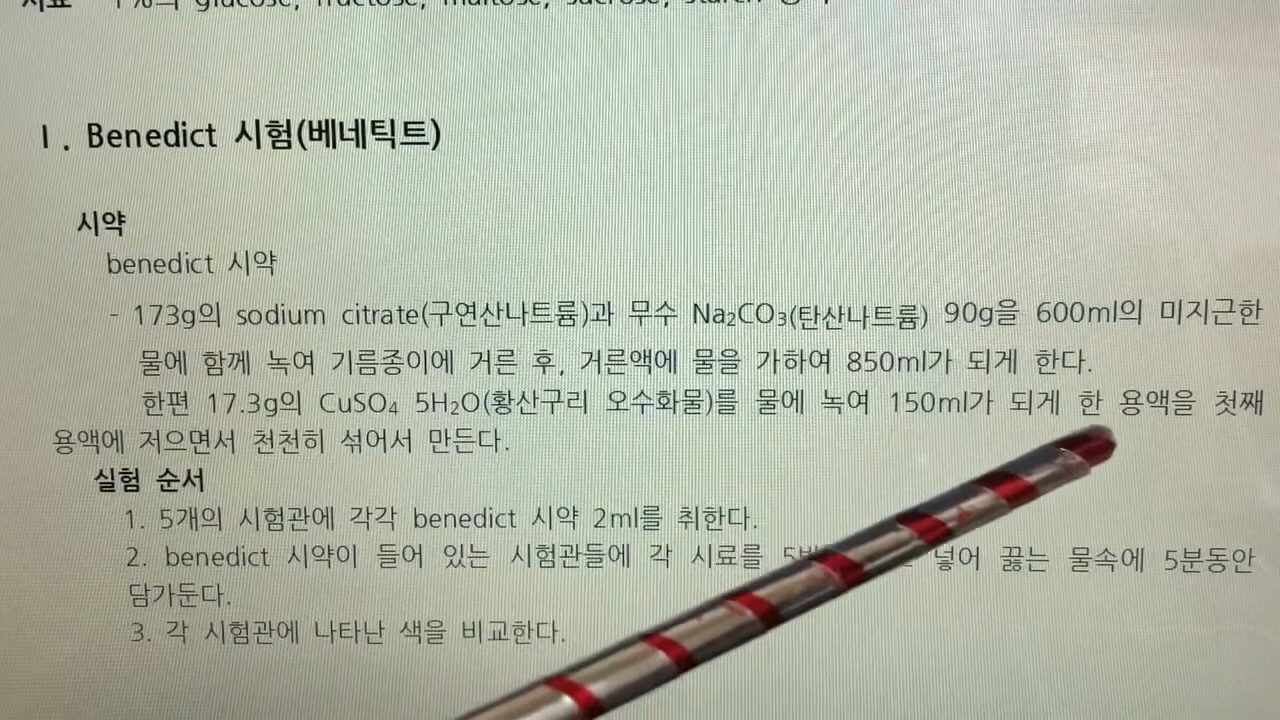 glucose, fructose, maltose, sucrose, starch
I. Benedict 시험(베네틱트)
시약
benedict 시약
- 173g의 sodium citrate(구연산나트륨)과 무수 Na₂CO₃(탄산나트륨) 90g을 600ml의 미지근한
물에 함께 녹여 기름종이에 거른 후, 거른액에 물을 가하여 850ml가 되게 한다.
한편 17.3g의 CuSO₄ 5H₂O(황산구리 오수화물)를 물에 녹여 150ml가 되게 한 용액을 첫째
용액에 저으면서 천천히 섞어서 만든다.
실험 순서
1. 5개의 시험관에 각각 benedict 시약 2ml를 취한다.
2. benedict 시약이 들어 있는 시험관들에 각 시료를 넣어 끓는 물속에 5분동안
담가둔다.
3. 각 시험관에 나타난 색을 비교한다.